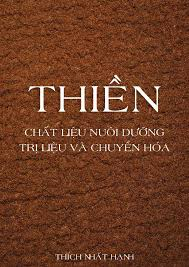 THIỀN
CHẤT LIỆU NUÔI DƯỠNG
TRỊ LIỆU VÀ CHUYỂN HÓA
THÍCH NHẤT HẠNH